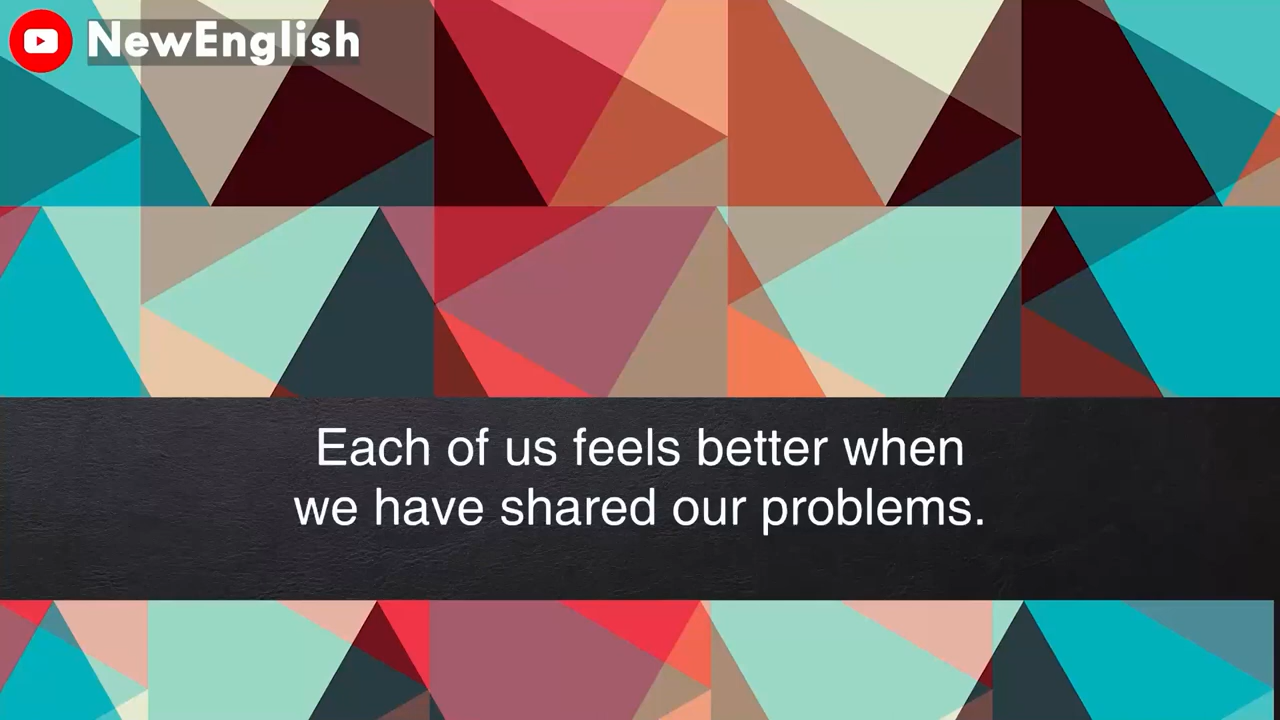 NewEnglish
Each of us feels better when
we have shared our problems.